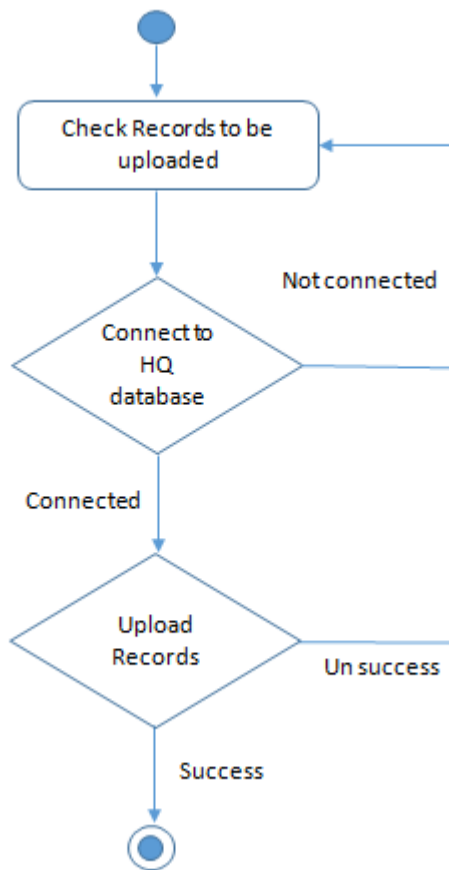 Check Records to be
uploaded
Not connected
Connect to
HQ
database
Connected
Upload
Records
Un success
Success